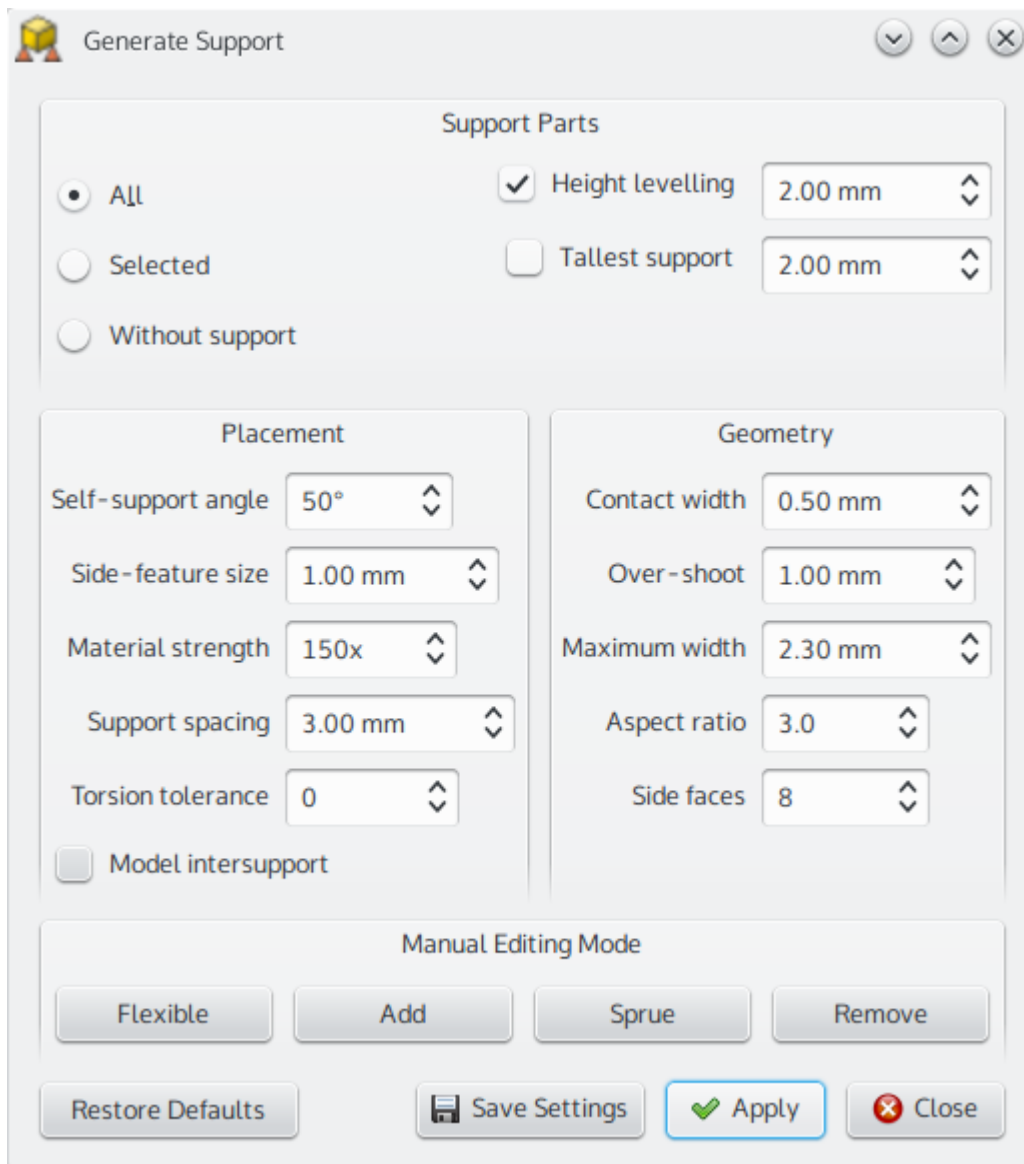 Generate Support
Support Parts
All
Height levelling 2.00 mm
Selected
Tallest support 2.00 mm
Without support
Placement
Self-support angle 50°
Side-feature size 1.00 mm
Material strength 150x
Support spacing 3.00 mm
Torsion tolerance 0
Model intersupport
Geometry
Contact width 0.50 mm
Over-shoot 1.00 mm
Maximum width 2.30 mm
Aspect ratio 3.0
Side faces 8
Manual Editing Mode
Flexible Add Sprue Remove
Restore Defaults Save Settings Apply Close